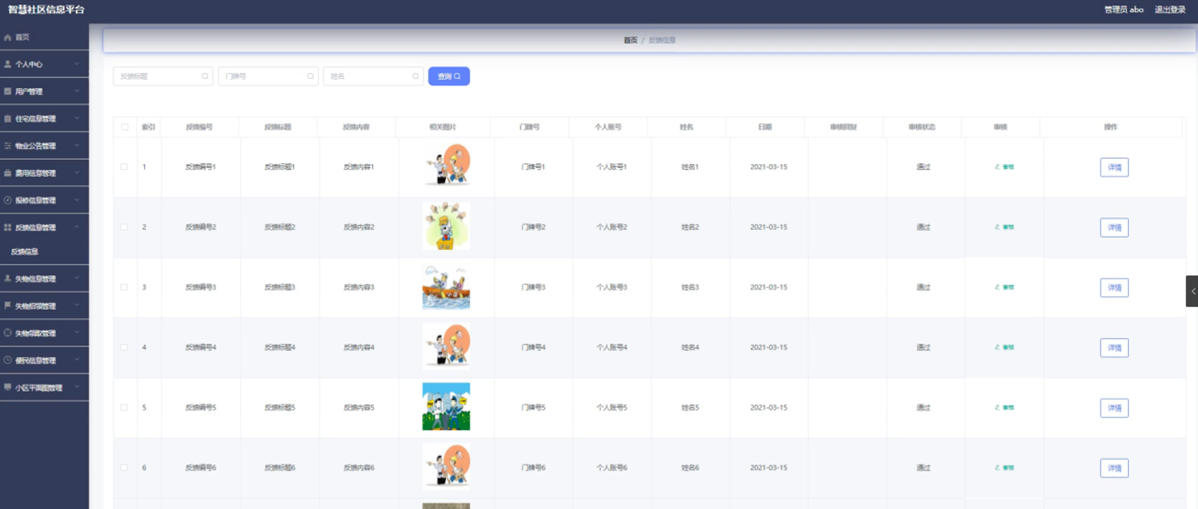 智慧社区信息平台
管理员 abo 退出登录
首页
个人中心
用户管理
住宅信息管理
物业公告管理
费用信息管理
报修信息管理
反馈信息管理
反馈信息
失物信息管理
失物招领管理
失物领取管理
便民信息管理
小区平面图管理
首页 / 反馈信息
反馈标题 门牌号 姓名 查询
索引 反馈编号 反馈标题 反馈内容 相关图片 门牌号 个人账号 姓名 日期 审核回复 审核状态 审核 操作
1 反馈编号1 反馈标题1 反馈内容1 门牌号1 个人账号1 姓名1 2021-03-15 通过 审核 详情
2 反馈编号2 反馈标题2 反馈内容2 门牌号2 个人账号2 姓名2 2021-03-15 通过 审核 详情
3 反馈编号3 反馈标题3 反馈内容3 门牌号3 个人账号3 姓名3 2021-03-15 通过 审核 详情
4 反馈编号4 反馈标题4 反馈内容4 门牌号4 个人账号4 姓名4 2021-03-15 通过 审核 详情
5 反馈编号5 反馈标题5 反馈内容5 门牌号5 个人账号5 姓名5 2021-03-15 通过 审核 详情
6 反馈编号6 反馈标题6 反馈内容6 门牌号6 个人账号6 姓名6 2021-03-15 通过 审核 详情